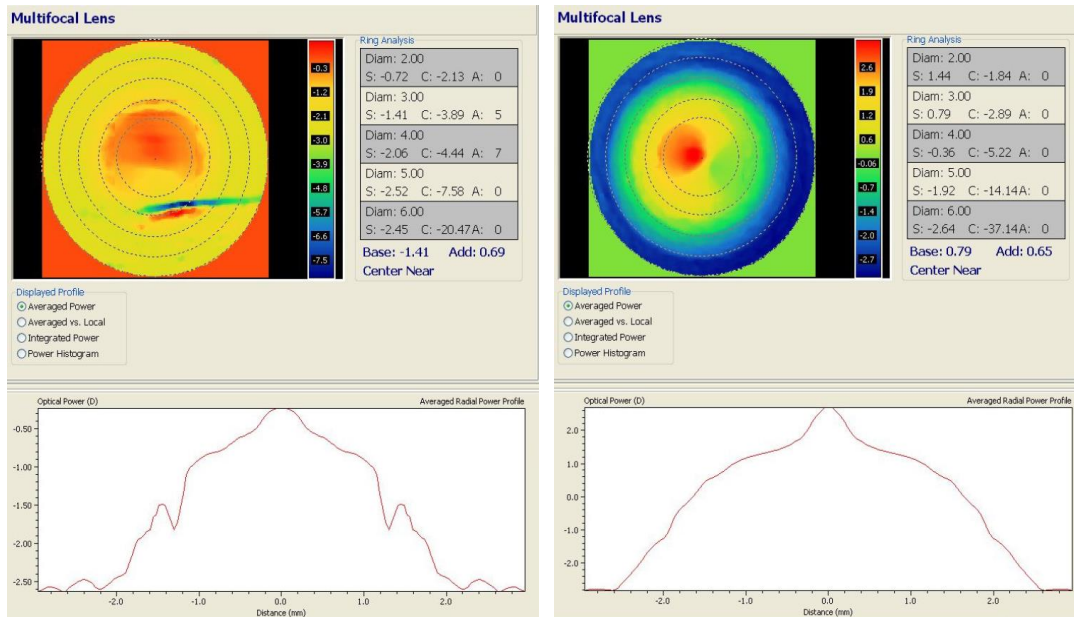 Multifocal Lens
-0.3
-1.2
-2.1
-3.0
-3.9
-4.8
-5.7
-6.6
-7.5
Ring Analysis
Diam: 2.00
S: -0.72 C: -2.13 A: 0
Diam: 3.00
S: -1.41 C: -3.89 A: 5
Diam: 4.00
S: -2.06 C: -4.44 A: 7
Diam: 5.00
S: -2.52 C: -7.58 A: 0
Diam: 6.00
S: -2.45 C: -20.47 A: 0
Base: -1.41 Add: 0.69
Center Near
Displayed Profile
Averaged Power
Averaged vs. Local
Integrated Power
Power Histogram
Optical Power (D) Averaged Radial Power Profile
-0.50
-1.00
-1.50
-2.00
-2.50
-2.0 -1.0 0.0 1.0 2.0
Distance (mm)
Multifocal Lens
2.6
1.9
1.2
0.6
-0.06
-0.7
-1.4
-2.0
-2.7
Ring Analysis
Diam: 2.00
S: 1.44 C: -1.84 A: 0
Diam: 3.00
S: 0.79 C: -2.89 A: 0
Diam: 4.00
S: -0.36 C: -5.22 A: 0
Diam: 5.00
S: -1.92 C: -14.14 A: 0
Diam: 6.00
S: -2.64 C: -37.14 A: 0
Base: 0.79 Add: 0.65
Center Near
Displayed Profile
Averaged Power
Averaged vs. Local
Integrated Power
Power Histogram
Optical Power (D) Averaged Radial Power Profile
2.0
1.0
0.0
-1.0
-2.0
-2.0 -1.0 0.0 1.0 2.0
Distance (mm)